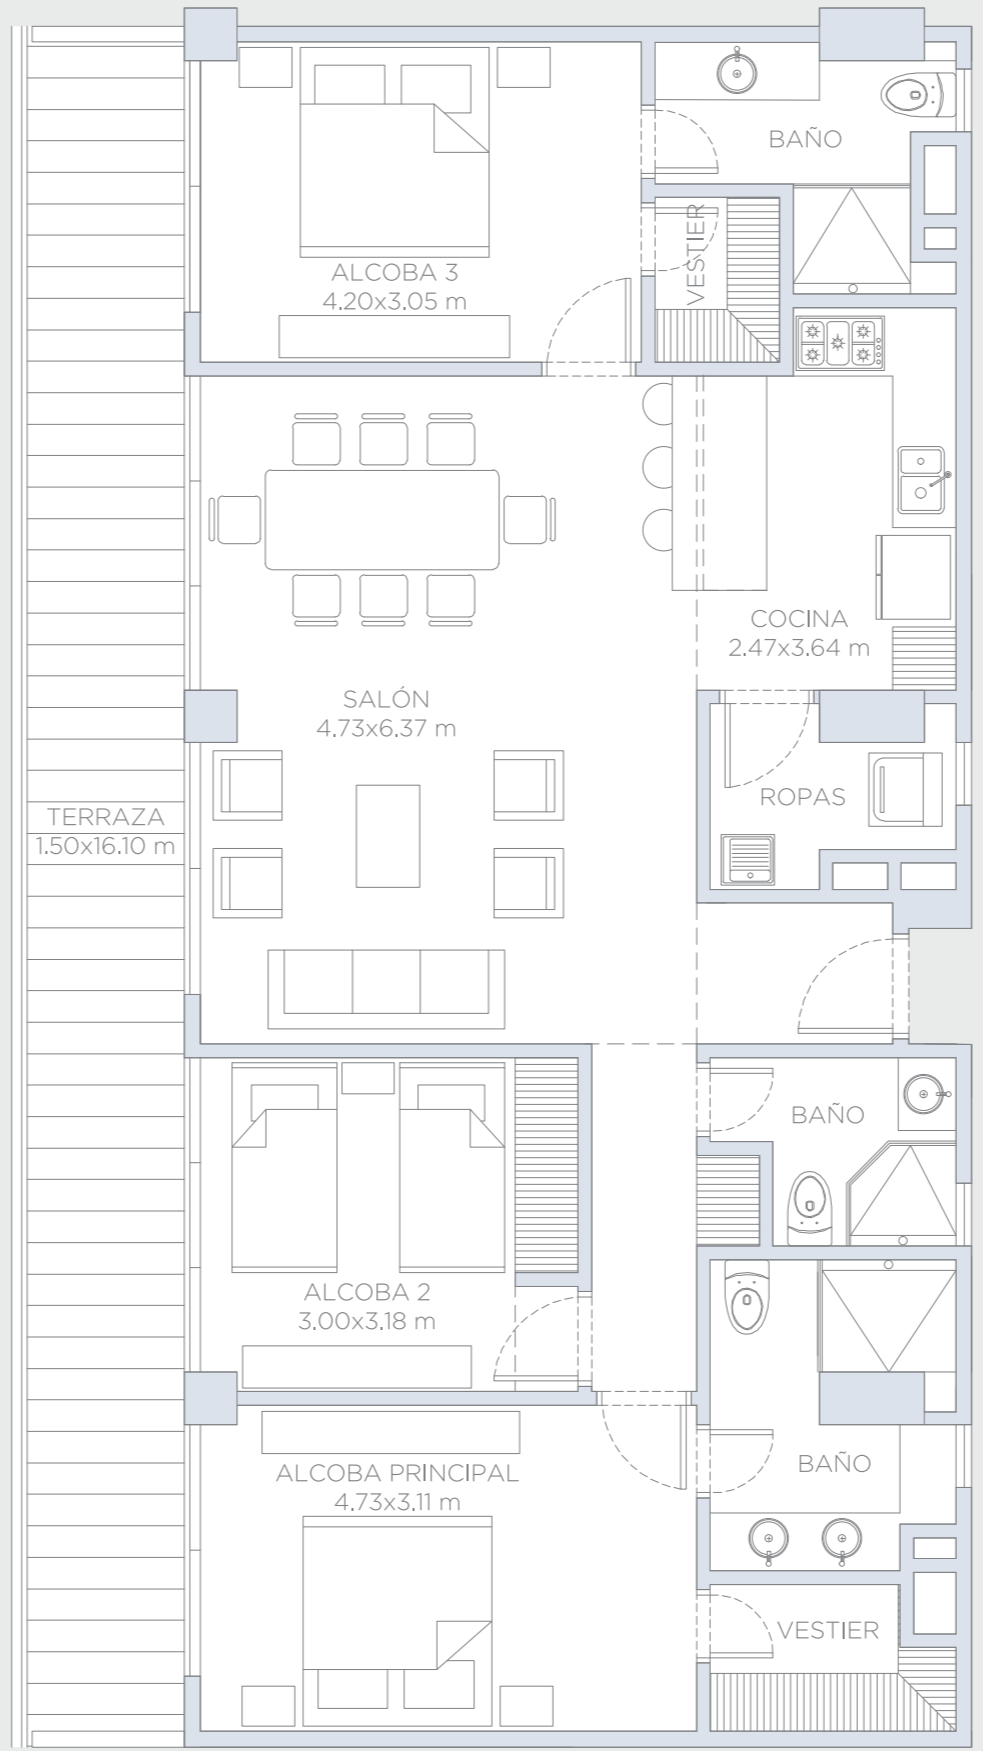 BAÑO
VESTIER
ALCOBA 3
4.20x3.05 m
COCINA
2.47x3.64 m
SALÓN
4.73x6.37 m
ROPAS
TERRAZA
1.50x16.10 m
BAÑO
ALCOBA 2
3.00x3.18 m
BAÑO
ALCOBA PRINCIPAL
4.73x3.11 m
VESTIER